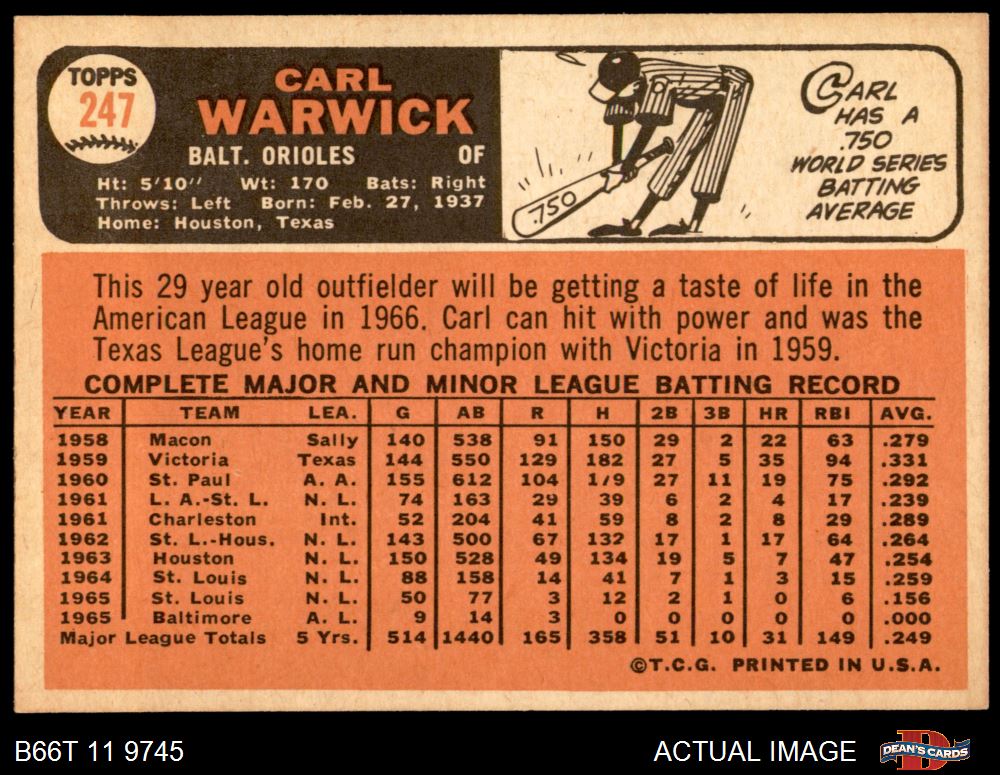 TOPPS
247
CARL
WARWICK
BALT. ORIOLES OF
Ht: 5'10" Wt: 170 Bats: Right
Throws: Left Born: Feb. 27, 1937
Home: Houston, Texas
.750
CARL
HAS A
.750
WORLD SERIES
BATTING
AVERAGE
This 29 year old outfielder will be getting a taste of life in the
American League in 1966. Carl can hit with power and was the
Texas League's home run champion with Victoria in 1959.
COMPLETE MAJOR AND MINOR LEAGUE BATTING RECORD
YEAR TEAM LEA. G AB R H 2B 3B HR RBI AVG.
1958 Macon Sally 140 538 91 150 29 2 22 63 .279
1959 Victoria Texas 144 550 129 182 27 5 35 94 .331
1960 St. Paul A. A. 155 612 104 1/9 27 11 19 75 .292
1961 L. A.-St. L. N. L. 74 163 29 39 6 2 4 17 .239
1961 Charleston Int. 52 204 41 59 8 2 8 29 .289
1962 St. L.-Hous. N. L. 143 500 67 132 17 1 17 64 .264
1963 Houston N. L. 150 528 49 134 19 5 7 47 .254
1964 St. Louis N. L. 88 158 14 41 7 1 3 15 .259
1965 St. Louis N. L. 50 77 3 12 2 1 0 6 .156
1965 Baltimore A. L. 9 14 3 0 0 0 0 0 .000
Major League Totals 5 Yrs. 514 1440 165 358 51 10 31 149 .249
©T.C.G. PRINTED IN U.S.A.
B66T 11 9745 ACTUAL IMAGE DEAN'S CARDS